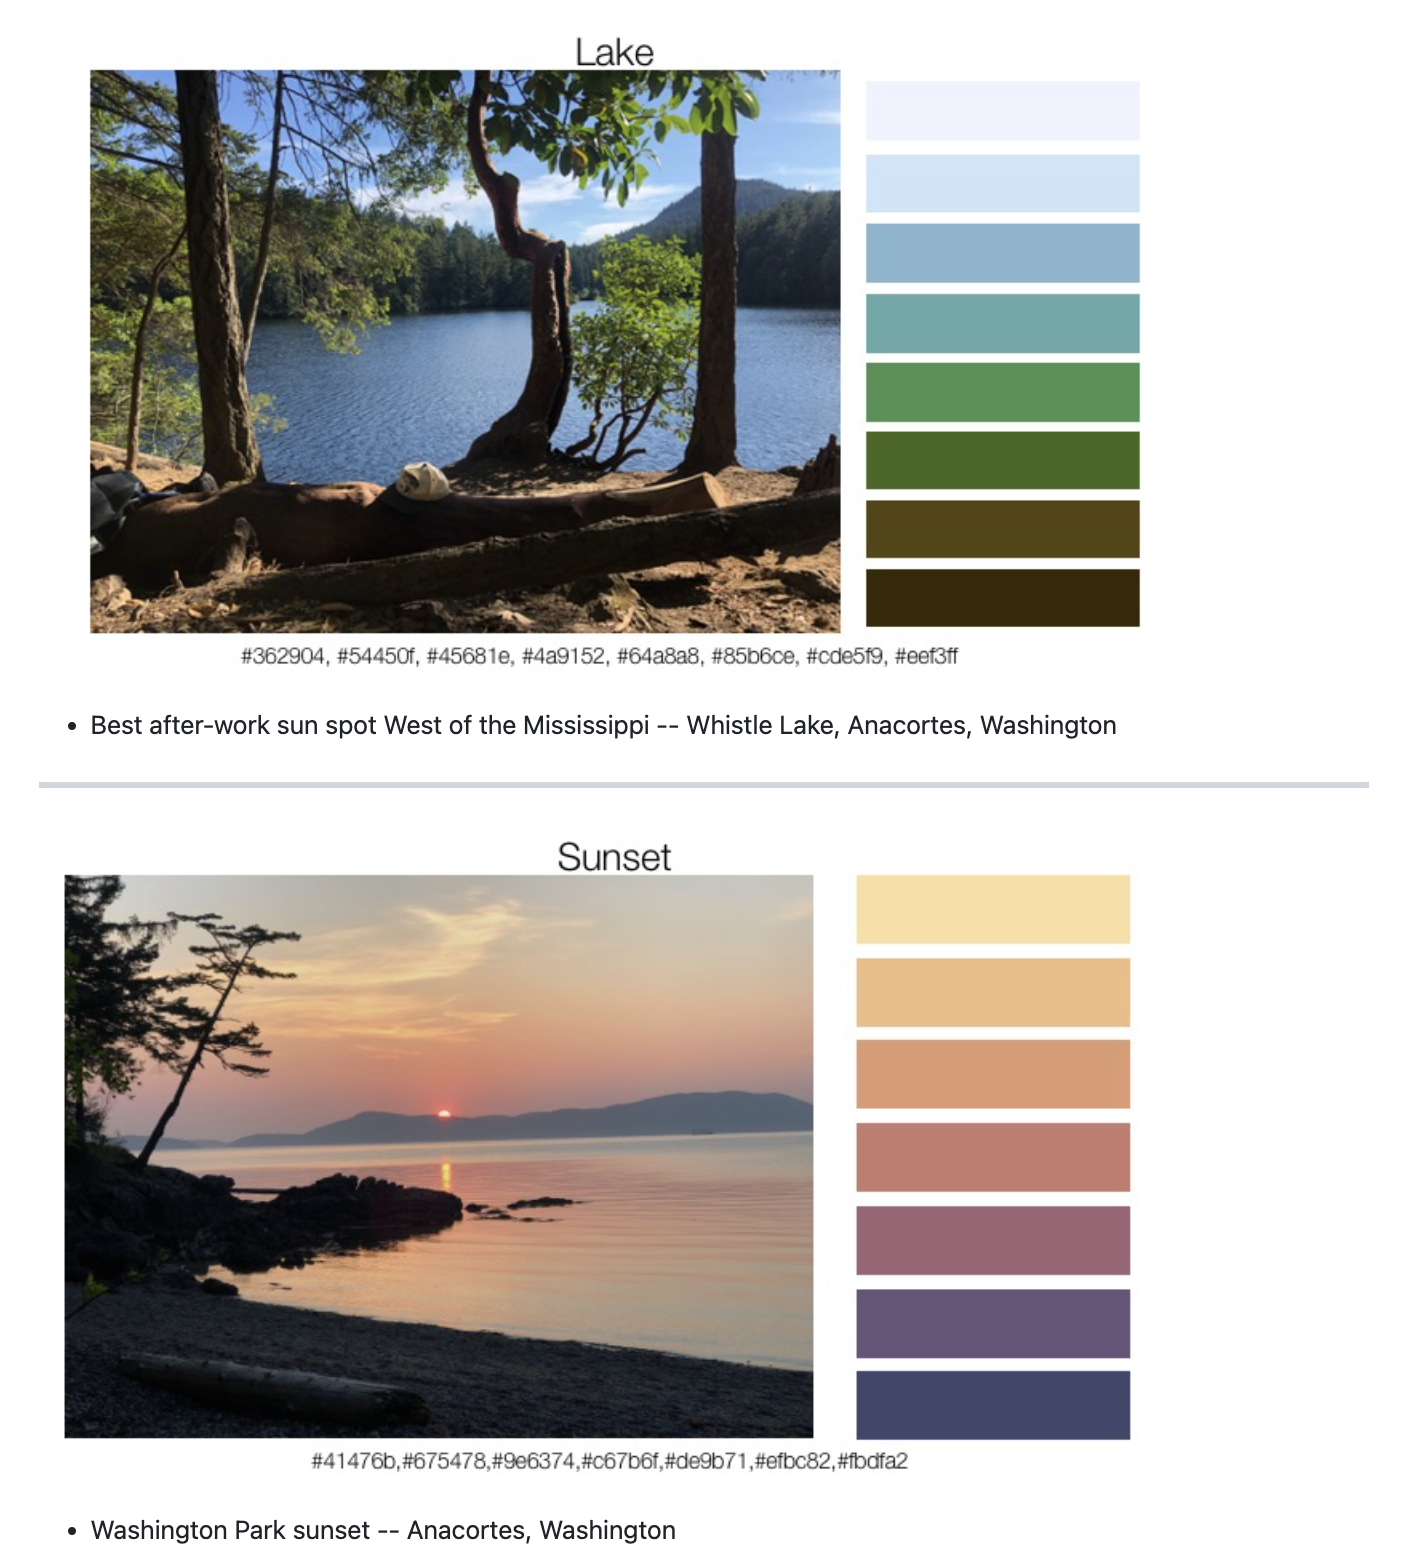 Lake
#362904, #54450f, #45681e, #4a9152, #64a8a8, #85b6ce, #cde5f9, #eef3ff
• Best after-work sun spot West of the Mississippi -- Whistle Lake, Anacortes, Washington
Sunset
#41476b,#675478,#9e6374,#c67b6f,#de9b71,#efbc82,#fbdfa2
• Washington Park sunset -- Anacortes, Washington